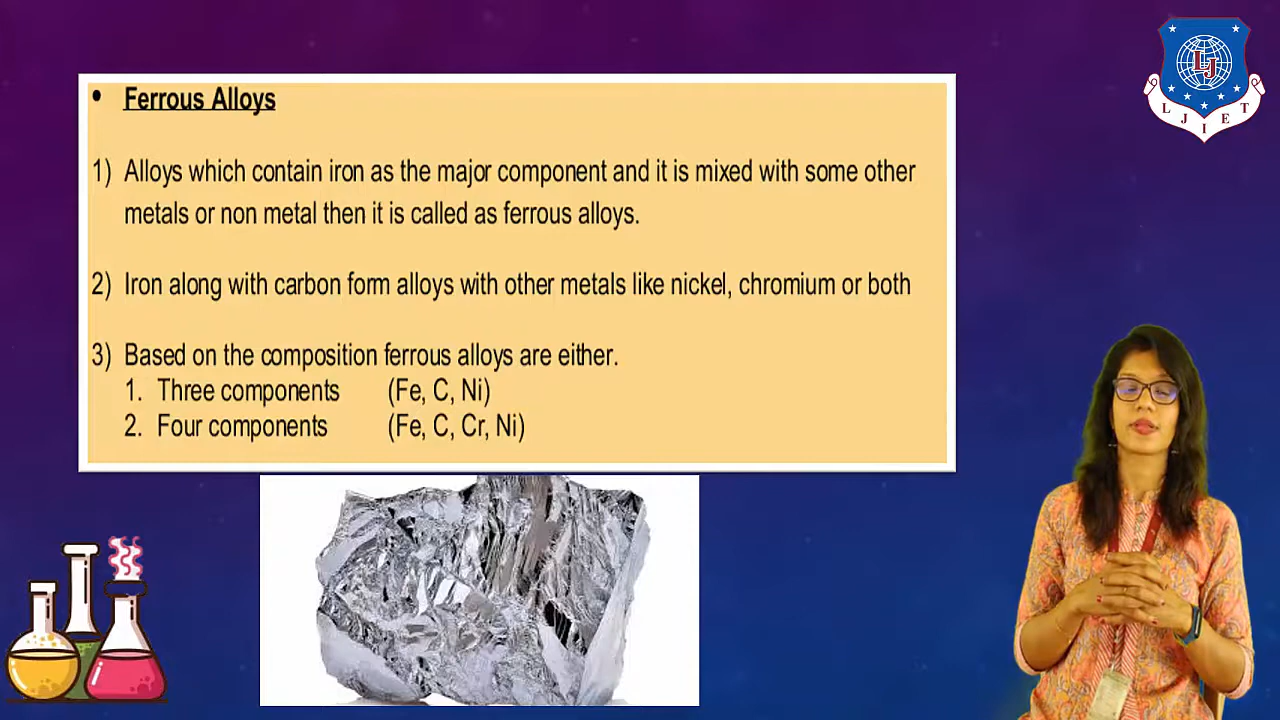 • Ferrous Alloys
1) Alloys which contain iron as the major component and it is mixed with some other
metals or non metal then it is called as ferrous alloys.
2) Iron along with carbon form alloys with other metals like nickel, chromium or both
3) Based on the composition ferrous alloys are either.
1. Three components (Fe, C, Ni)
2. Four components (Fe, C, Cr, Ni)
LJ
L J I E T